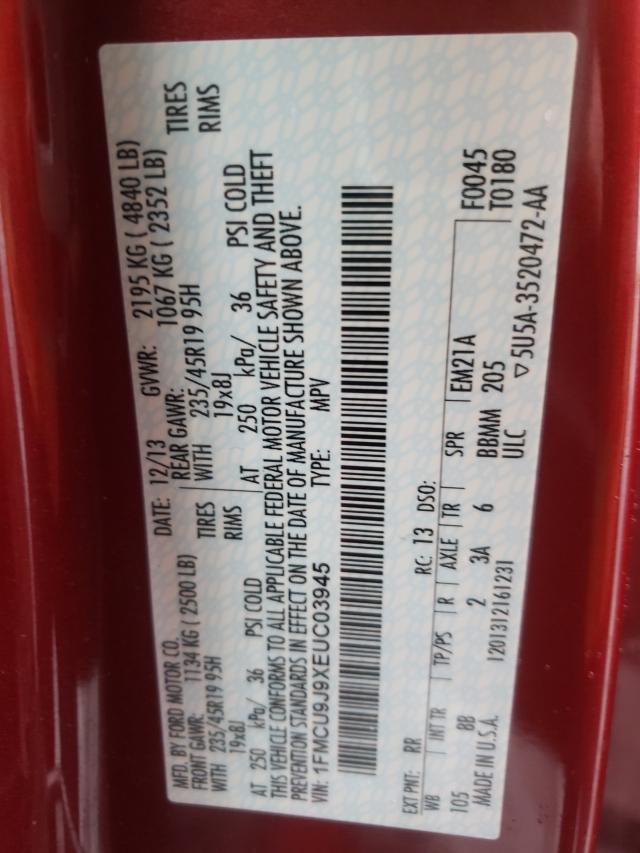 MFD. BY FORD MOTOR CO.
DATE: 12/13 GVWR: 2195 KG ( 4840 LB)
FRONT GAWR: 1134 KG ( 2500 LB) REAR GAWR: 1067 KG ( 2352 LB)
WITH 235/45R19 95H TIRES WITH 235/45R19 95H TIRES
19x8J RIMS 19x8J RIMS
AT 250 kPa/ 36 PSI COLD AT 250 kPa/ 36 PSI COLD
THIS VEHICLE CONFORMS TO ALL APPLICABLE FEDERAL MOTOR VEHICLE SAFETY AND THEFT
PREVENTION STANDARDS IN EFFECT ON THE DATE OF MANUFACTURE SHOWN ABOVE.
VIN: 1FMCU9J9XEUC03945 TYPE: MPV
EXT PNT: RR RC: 13 DSO: F0045
WB INT TR TP/PS R AXLE TR SPR EM21A T0180
105 8B 2 3A 6 BBMM 205
MADE IN U.S.A. 1201312161231 ULC ▽5U5A-3520472-AA